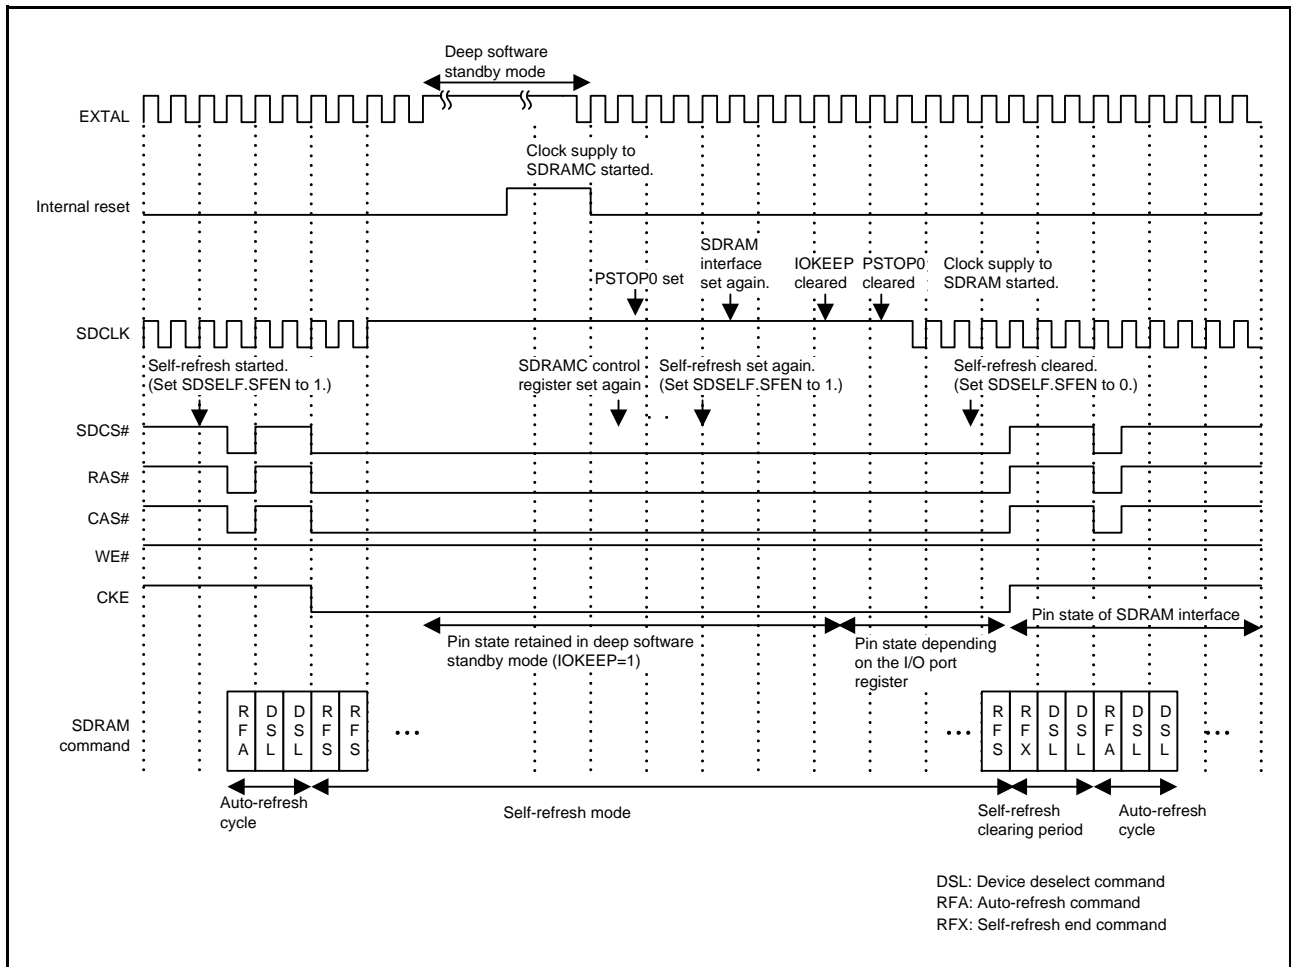 Deep software
standby mode
EXTAL
Clock supply to
SDRAMC started.
Internal reset
SDRAM
interface
set again.
IOKEEP
cleared
PSTOP0
cleared
Clock supply to
SDRAM started.
PSTOP0 set
SDCLK
Self-refresh started.
(Set SDSELF.SFEN to 1.)
SDRAMC control
register set again
Self-refresh set again.
(Set SDSELF.SFEN to 1.)
Self-refresh cleared.
(Set SDSELF.SFEN to 0.)
SDCS#
RAS#
CAS#
WE#
CKE
Pin state retained in deep software
standby mode (IOKEEP=1)
Pin state depending
on the I/O port
register
Pin state of SDRAM interface
SDRAM
command
RFA
DSL
DSL
RFS
RFS
...
...
RFS
RFX
DSL
DSL
RFA
DSL
DSL
...
Auto-refresh
cycle
Self-refresh mode
Self-refresh
clearing period
Auto-refresh
cycle
DSL: Device deselect command
RFA: Auto-refresh command
RFX: Self-refresh end command